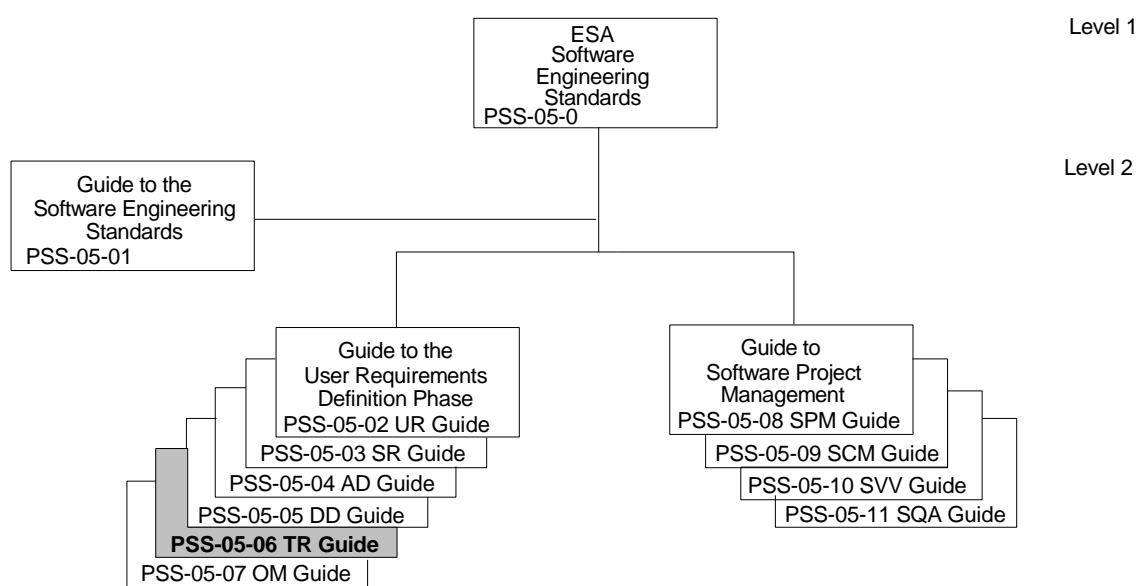 Level 1
ESA
Software
Engineering
Standards
PSS-05-0
Level 2
Guide to the
Software Engineering
Standards
PSS-05-01
Guide to the
User Requirements
Definition Phase
PSS-05-02 UR Guide
PSS-05-03 SR Guide
PSS-05-04 AD Guide
PSS-05-05 DD Guide
PSS-05-06 TR Guide
PSS-05-07 OM Guide
Guide to
Software Project
Management
PSS-05-08 SPM Guide
PSS-05-09 SCM Guide
PSS-05-10 SVV Guide
PSS-05-11 SQA Guide